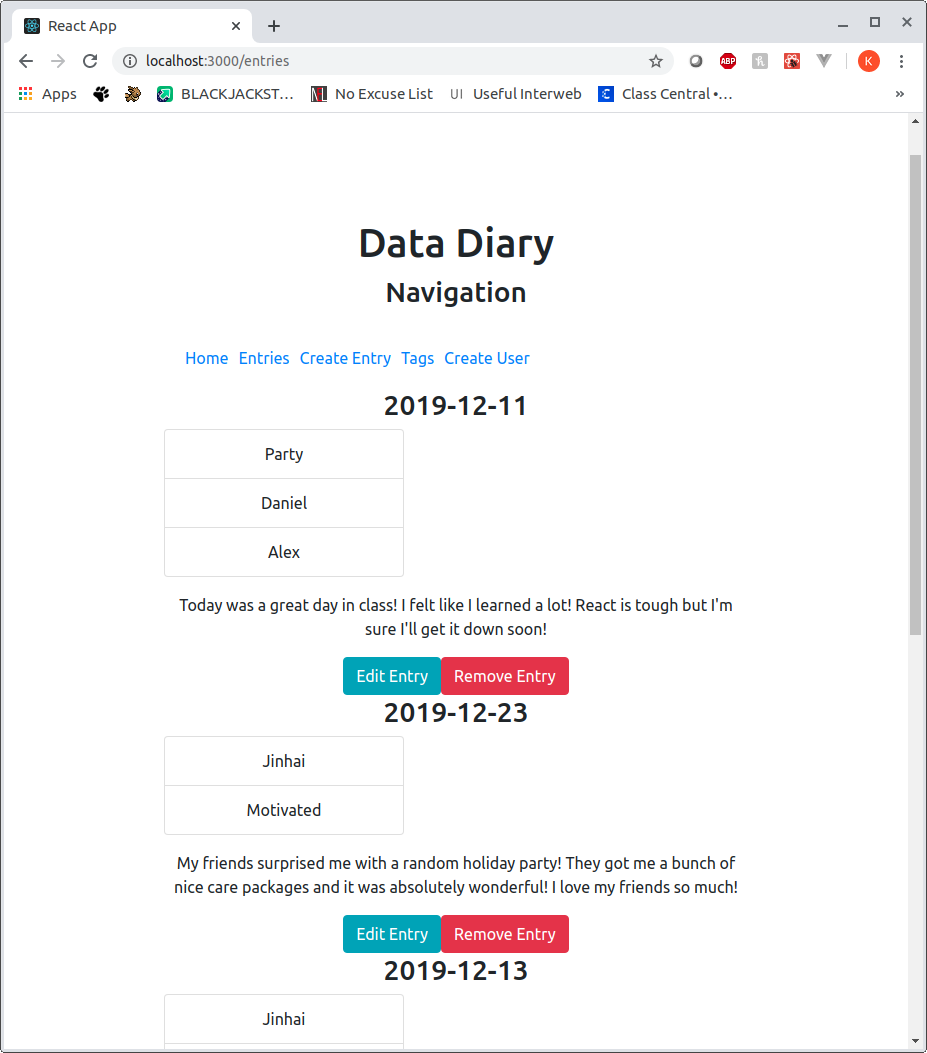 React App
localhost:3000/entries
ABP
K
Apps
BLACKJACKST…
No Excuse List
UI Useful Interweb
Class Central •…
»
Data Diary
Navigation
Home Entries Create Entry Tags Create User
2019-12-11
Party
Daniel
Alex
Today was a great day in class! I felt like I learned a lot! React is tough but I'm
sure I'll get it down soon!
Edit Entry Remove Entry
2019-12-23
Jinhai
Motivated
My friends surprised me with a random holiday party! They got me a bunch of
nice care packages and it was absolutely wonderful! I love my friends so much!
Edit Entry Remove Entry
2019-12-13
Jinhai